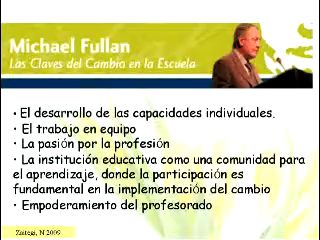 Michael Fullan
Las Claves del Cambio en la Escuela
• El desarrollo de las capacidades individuales.
• El trabajo en equipo
• La pasión por la profesión
• La institución educativa como una comunidad para
el aprendizaje, donde la participación es
fundamental en la implementación del cambio
• Empoderamiento del profesorado
Zaitegi, N 2009